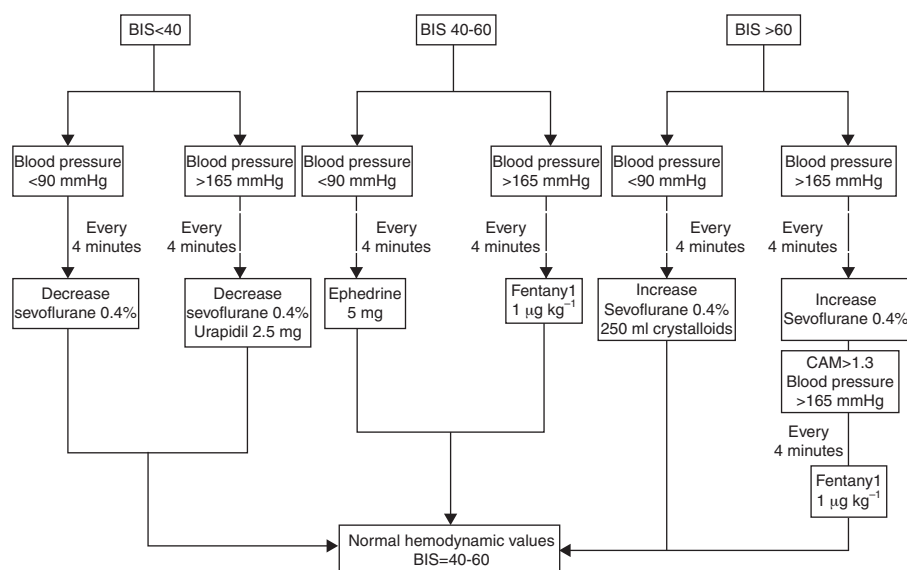 BIS<40
BIS 40-60
BIS >60
Blood pressure
<90 mmHg
Blood pressure
>165 mmHg
Blood pressure
<90 mmHg
Blood pressure
>165 mmHg
Blood pressure
<90 mmHg
Blood pressure
>165 mmHg
Every
4 minutes
Every
4 minutes
Every
4 minutes
Every
4 minutes
Every
4 minutes
Every
4 minutes
Decrease
sevoflurane 0.4%
Decrease
sevoflurane 0.4%
Urapidil 2.5 mg
Ephedrine
5 mg
Fentany1
1 μg kg⁻¹
Increase
Sevoflurane 0.4%
250 ml crystalloids
Increase
Sevoflurane 0.4%
CAM>1.3
Blood pressure
>165 mmHg
Every
4 minutes
Fentany1
1 μg kg⁻¹
Normal hemodynamic values
BIS=40-60